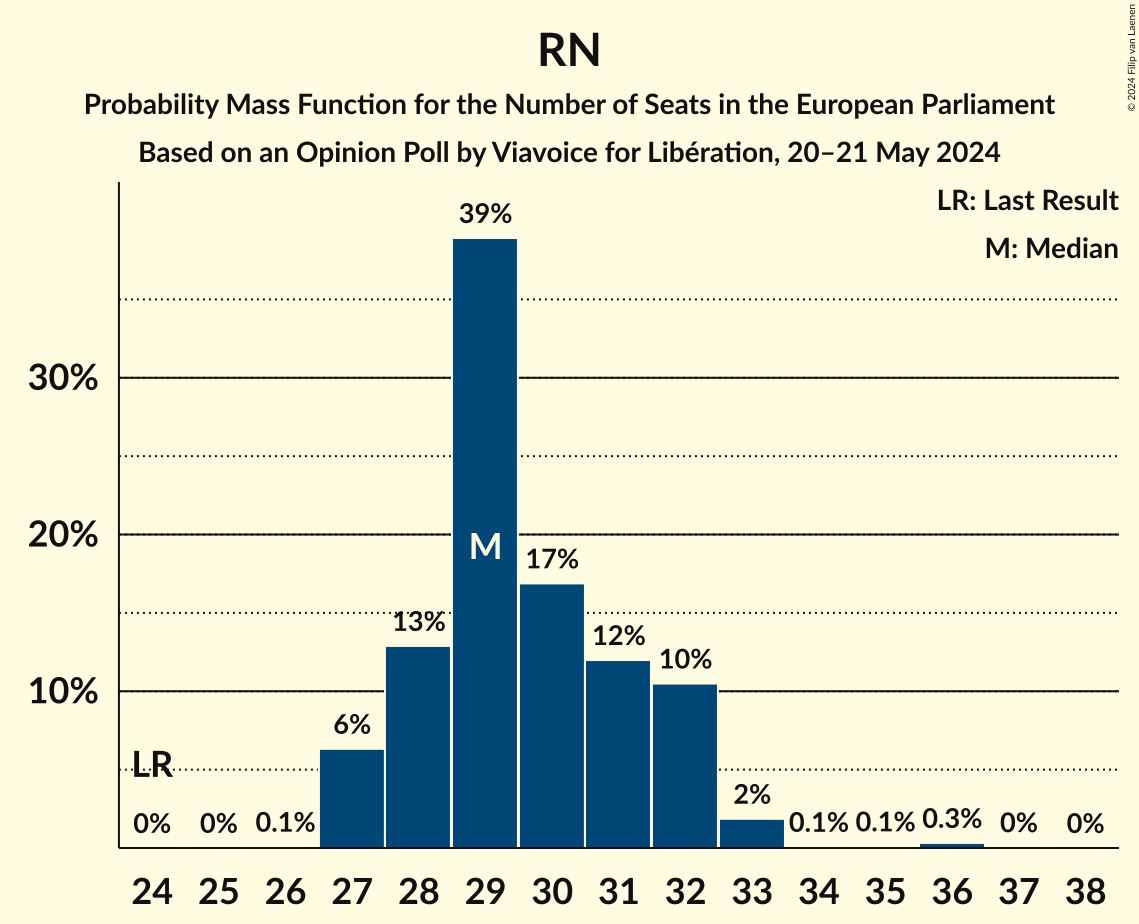 RN
Probability Mass Function for the Number of Seats in the European Parliament
Based on an Opinion Poll by Viavoice for Libération, 20–21 May 2024
© 2024 Filip van Laenen
LR: Last Result
M: Median
39%
30%
20%
M
17%
13%
12%
10%
10%
6%
LR
2%
0%
0%
0.1%
0.1%
0.1%
0.3%
0%
0%
24 25 26 27 28 29 30 31 32 33 34 35 36 37 38